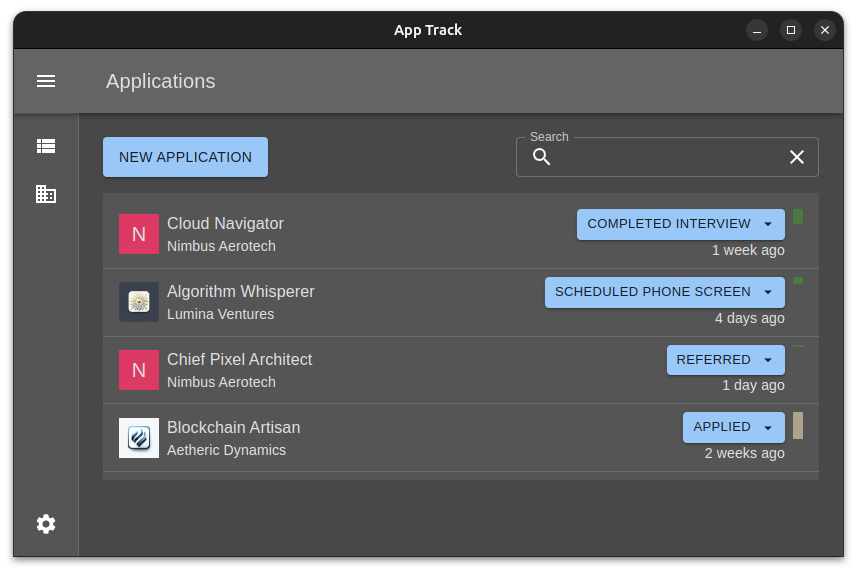 App Track
Applications
NEW APPLICATION
Search
N
Cloud Navigator
Nimbus Aerotech
COMPLETED INTERVIEW
1 week ago
Algorithm Whisperer
Lumina Ventures
SCHEDULED PHONE SCREEN
4 days ago
N
Chief Pixel Architect
Nimbus Aerotech
REFERRED
1 day ago
Blockchain Artisan
Aetheric Dynamics
APPLIED
2 weeks ago